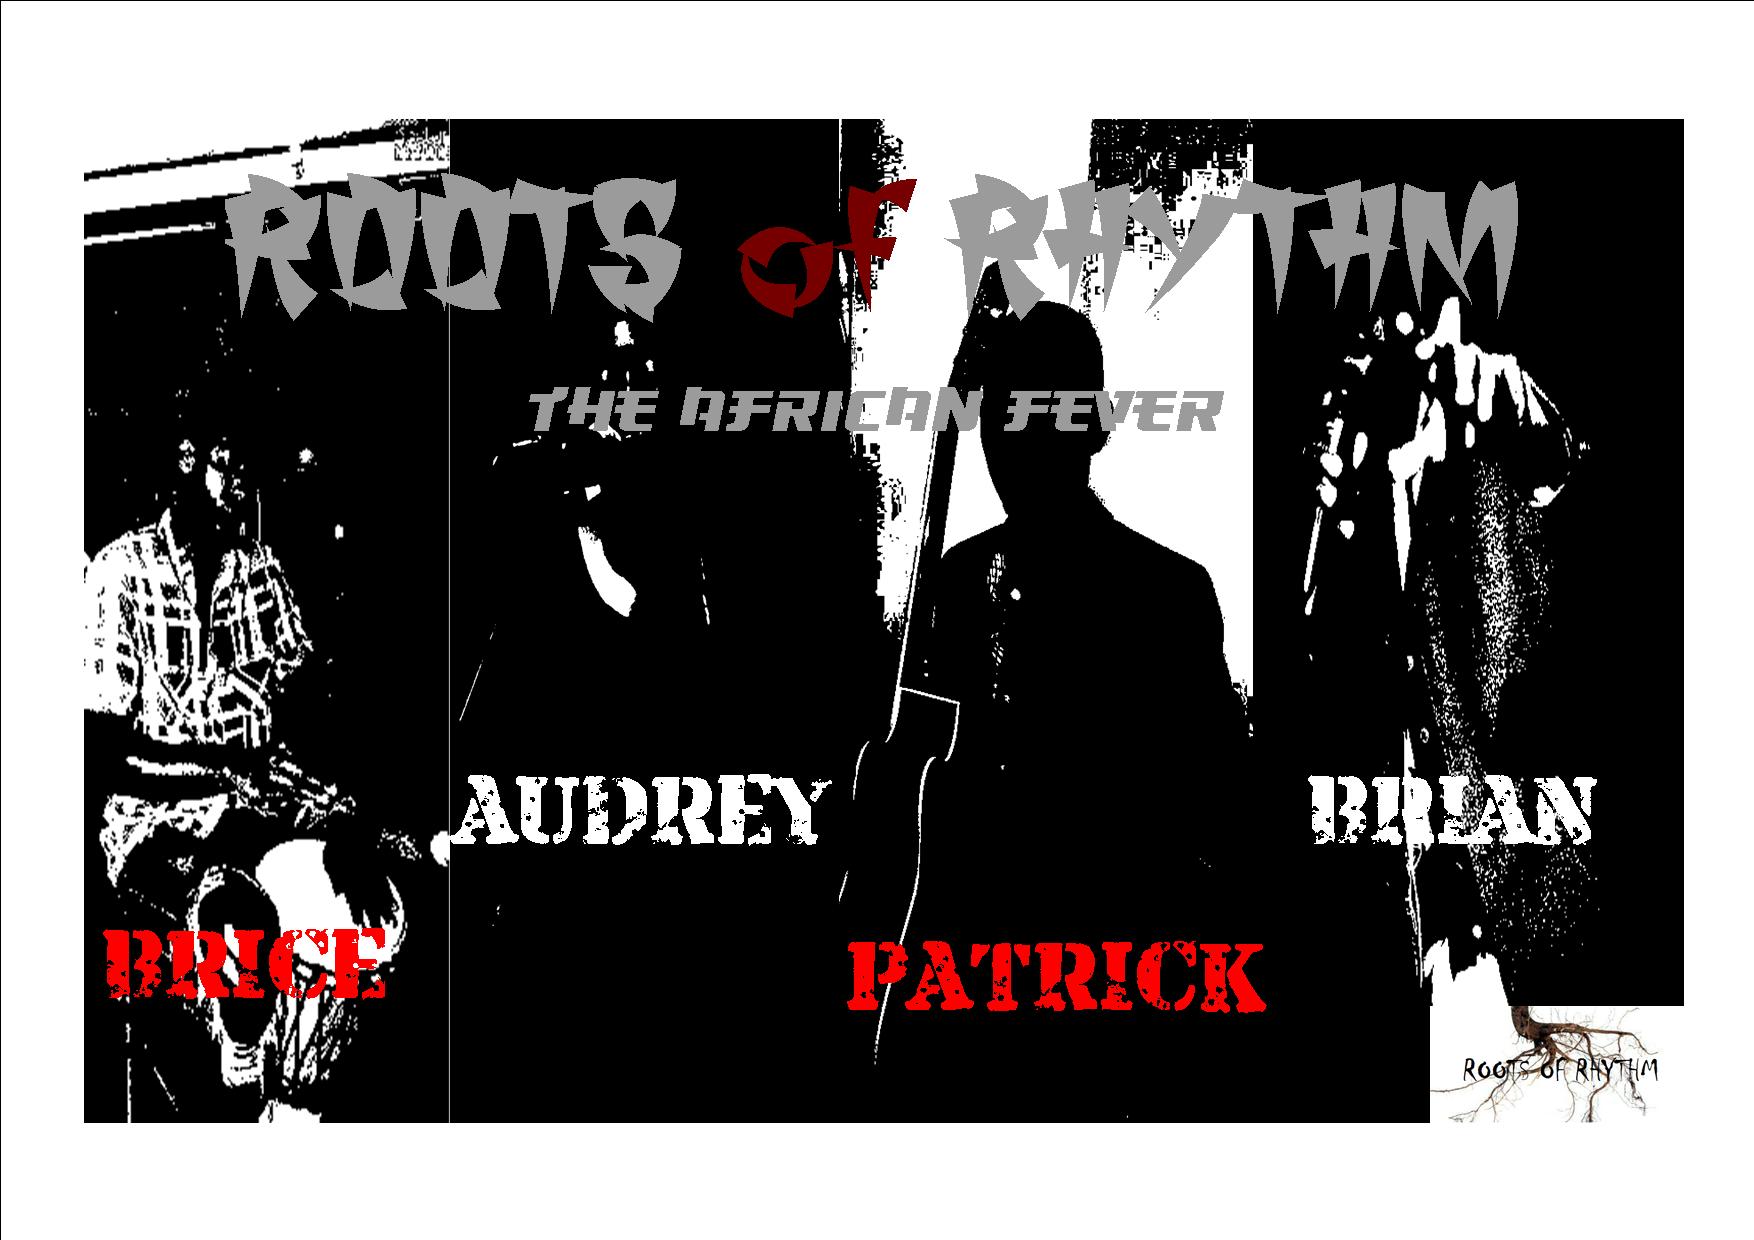 ROOTS oF RHYTHM
THE AFRICAN FEVER
AUDREY
BRIAN
BRICE
PATRICK
ROOTS OF RHYTHM